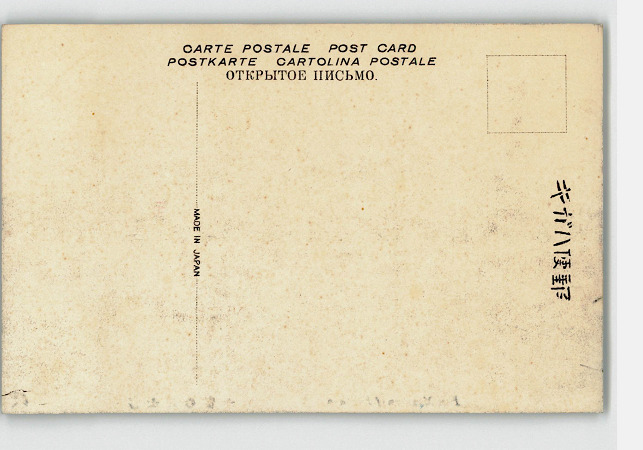 CARTE POSTALE POST CARD
POSTKARTE CARTOLINA POSTALE
ОТКРЫТОЕ ПИСЬМО.
MADE IN JAPAN
郵便ハガキ